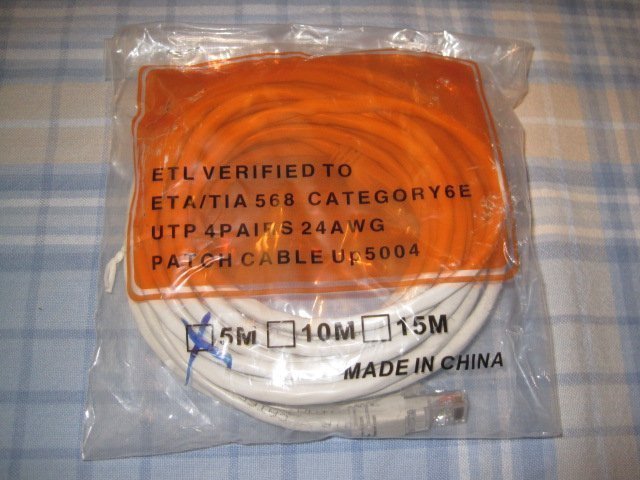 ETL VERIFIED TO
ETA/TIA 568 CATEGORY6E
UTP 4PAIRS 24AWG
PATCH CABLE Up5004
5M 10M 15M
MADE IN CHINA